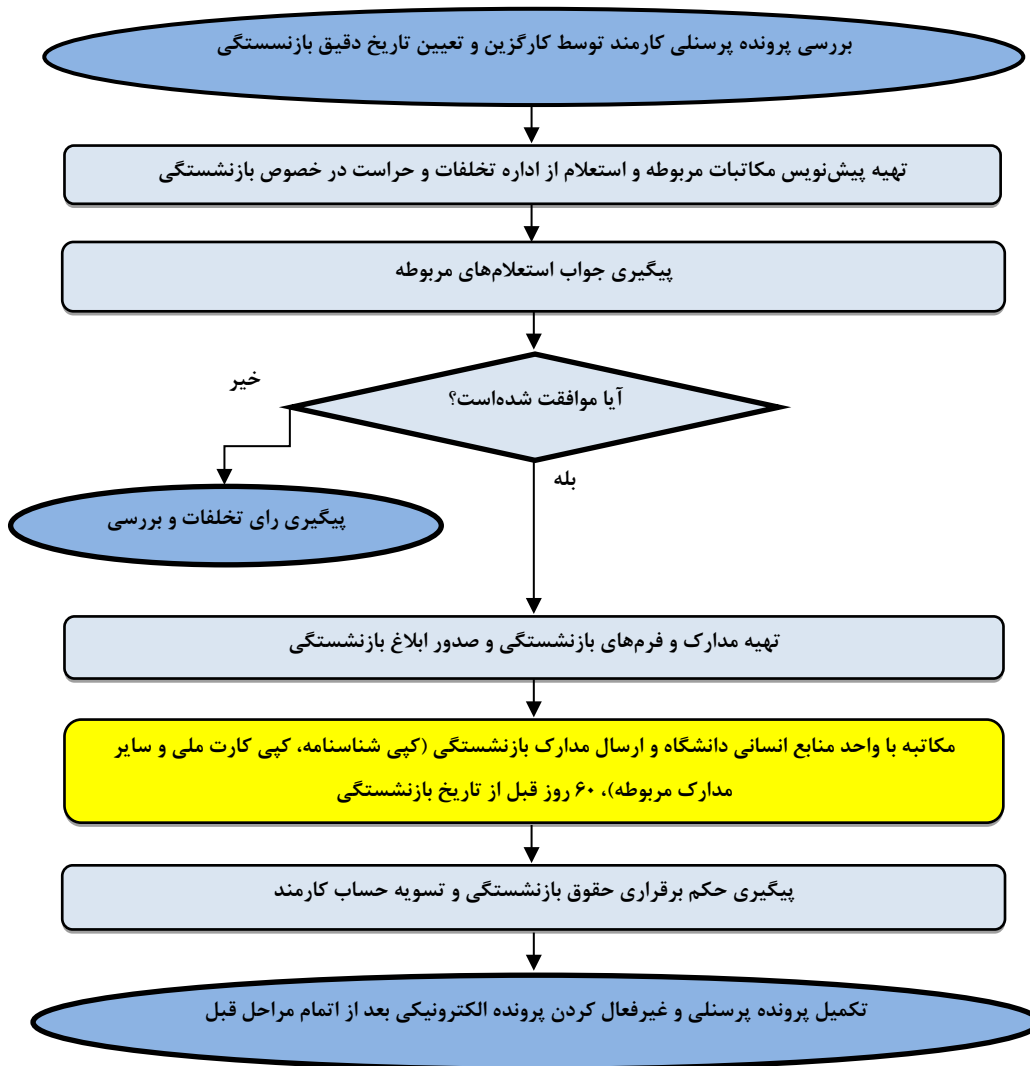 بررسی پرونده پرسنلی کارمند توسط کارگزین و تعیین تاریخ دقیق بازنسستگی
تهیه پیش‌نویس مکاتبات مربوطه و استعلام از اداره تخلفات و حراست در خصوص بازنشستگی
پیگیری جواب استعلام‌های مربوطه
خیر
آیا موافقت شده‌است؟
بله
پیگیری رای تخلفات و بررسی
تهیه مدارک و فرم‌های بازنشستگی و صدور ابلاغ بازنشستگی
مکاتبه با واحد منابع انسانی دانشگاه و ارسال مدارک بازنشستگی (کپی شناسنامه، کپی کارت ملی و سایر
مدارک مربوطه)، ۶۰ روز قبل از تاریخ بازنشستگی
پیگیری حکم برقراری حقوق بازنشستگی و تسویه حساب کارمند
تکمیل پرونده پرسنلی و غیرفعال کردن پرونده الکترونیکی بعد از اتمام مراحل قبل